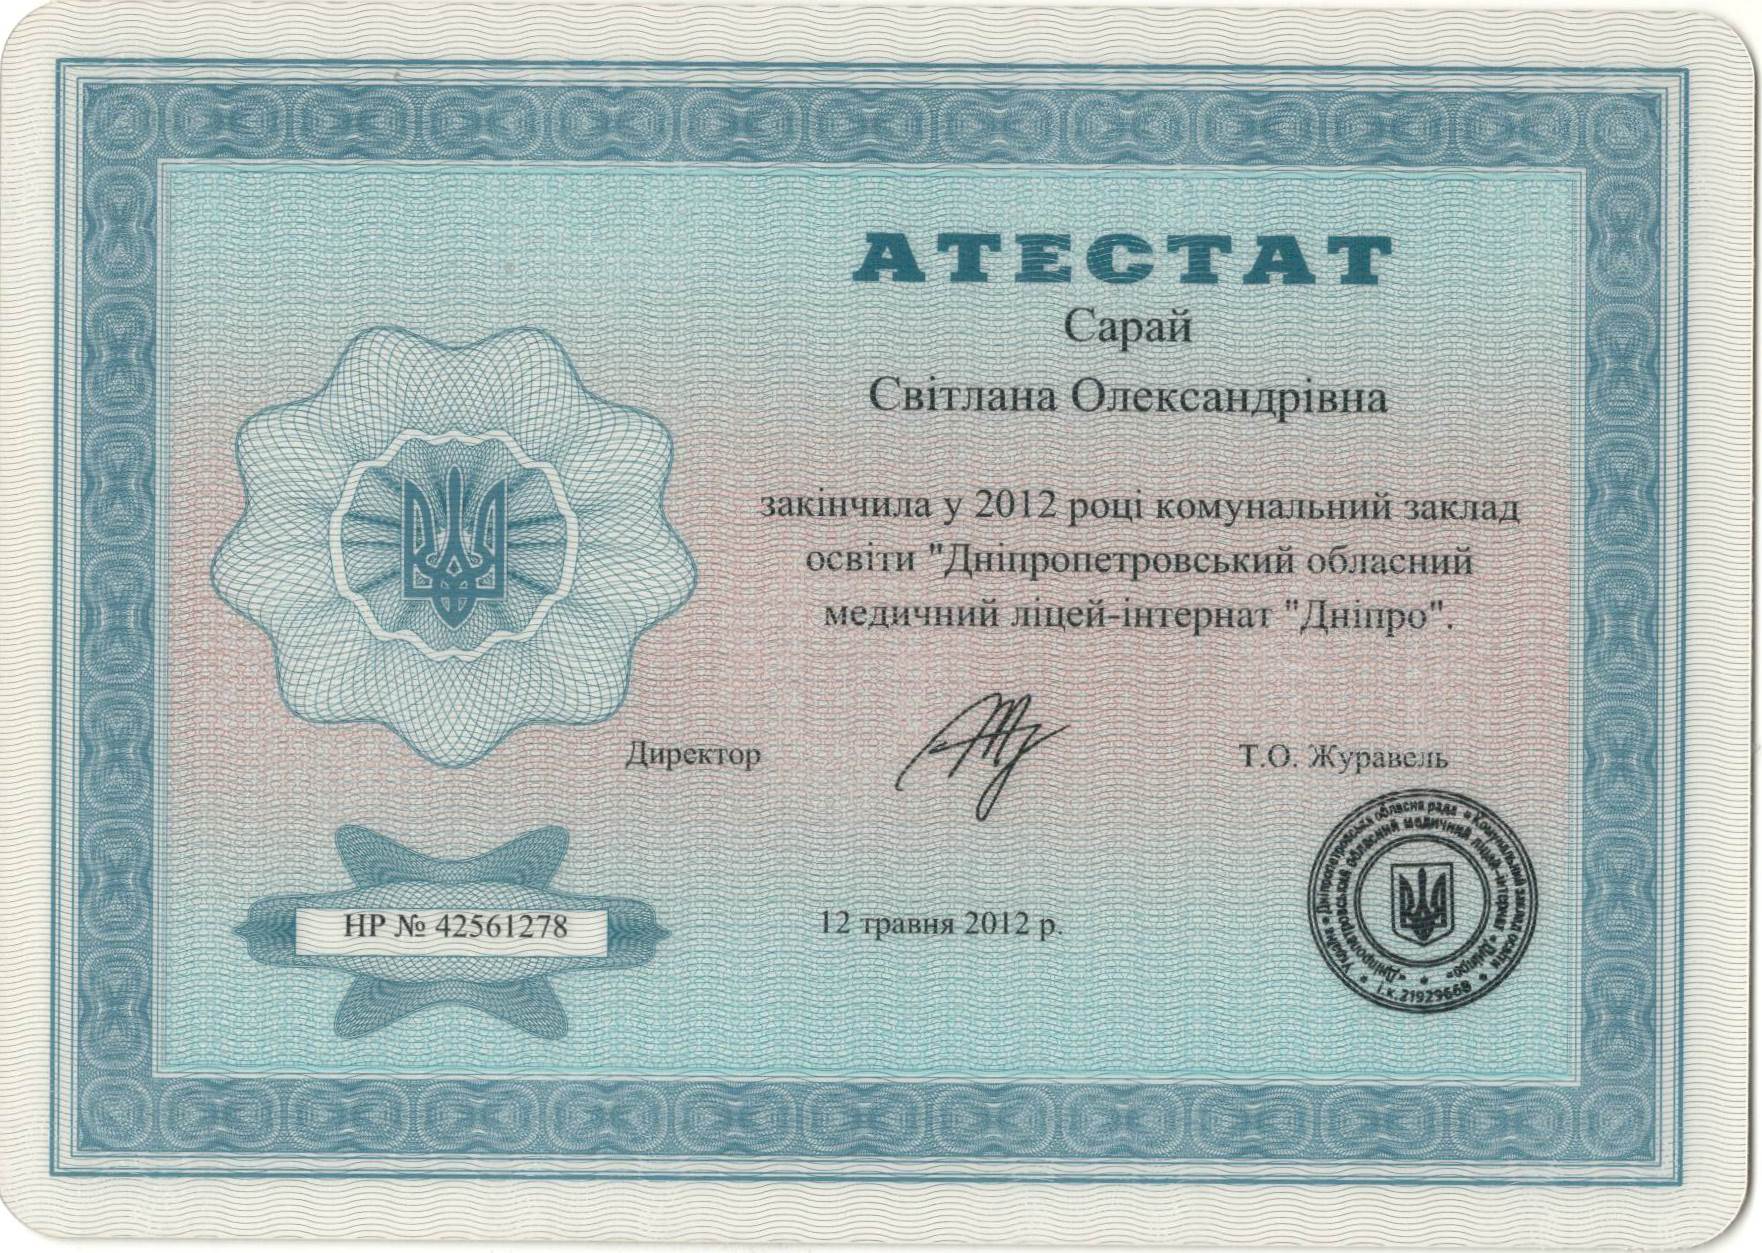 АТЕСТАТ
Сарай
Світлана Олександрівна
закінчила у 2012 році комунальний заклад
освіти "Дніпропетровський обласний
медичний ліцей-інтернат "Дніпро".
Директор
Т.О. Журавель
НР № 42561278
12 травня 2012 р.
Україна * Дніпропетровська обласна рада * Комунальний заклад освіти *
«Дніпропетровський обласний медичний ліцей-інтернат «Дніпро» *
і.к.21929668